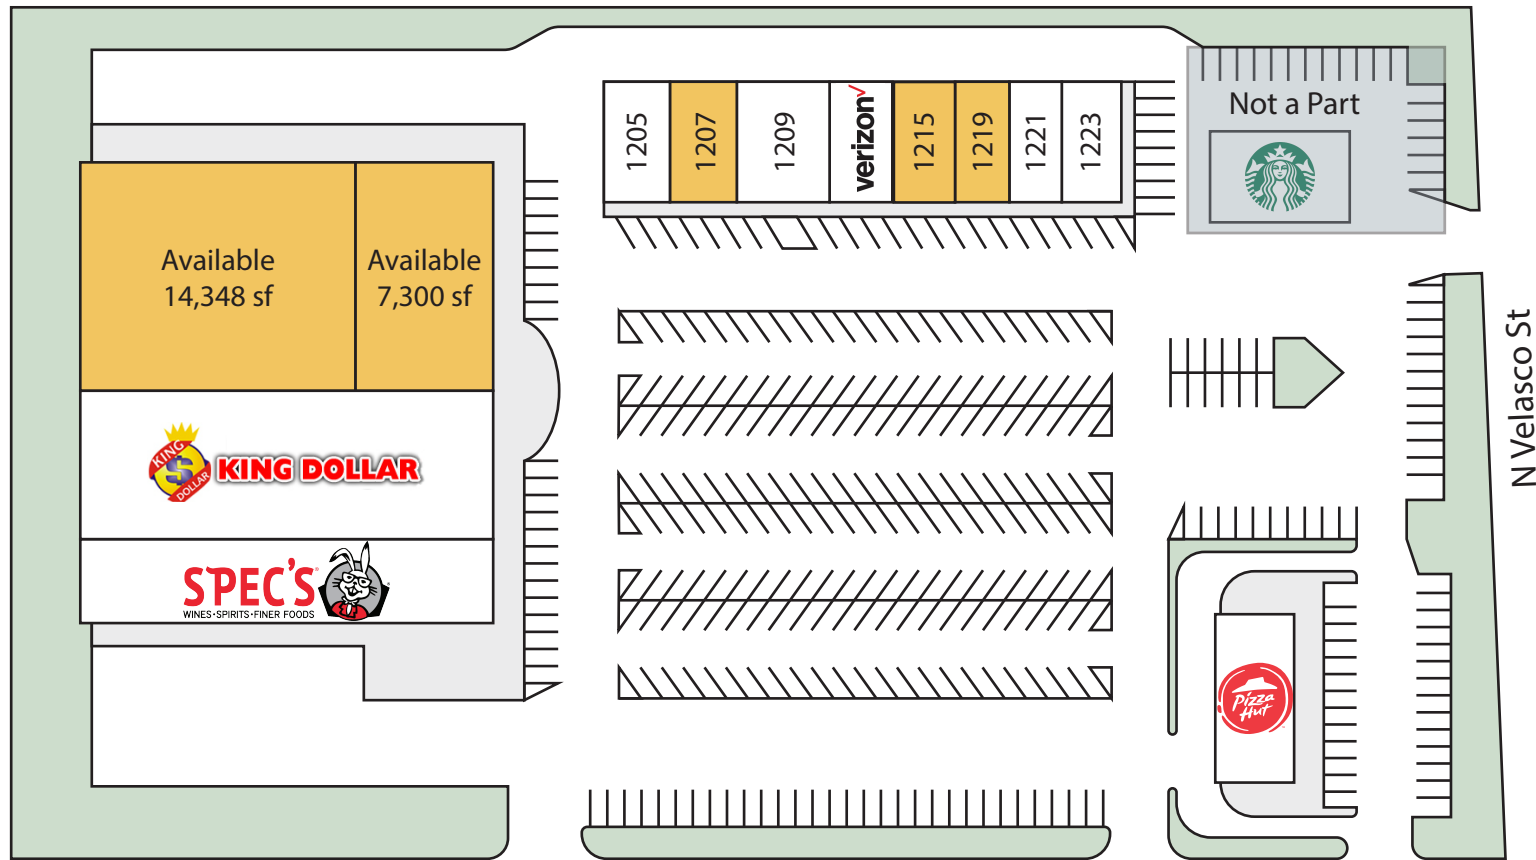 1205
1207
1209
verizon
1215
1219
1221
1223
Not a Part
Available
14,348 sf
Available
7,300 sf
KING
$
DOLLAR
KING DOLLAR
SPEC'S
WINES•SPIRITS•FINER FOODS
Pizza
Hut
N Velasco St